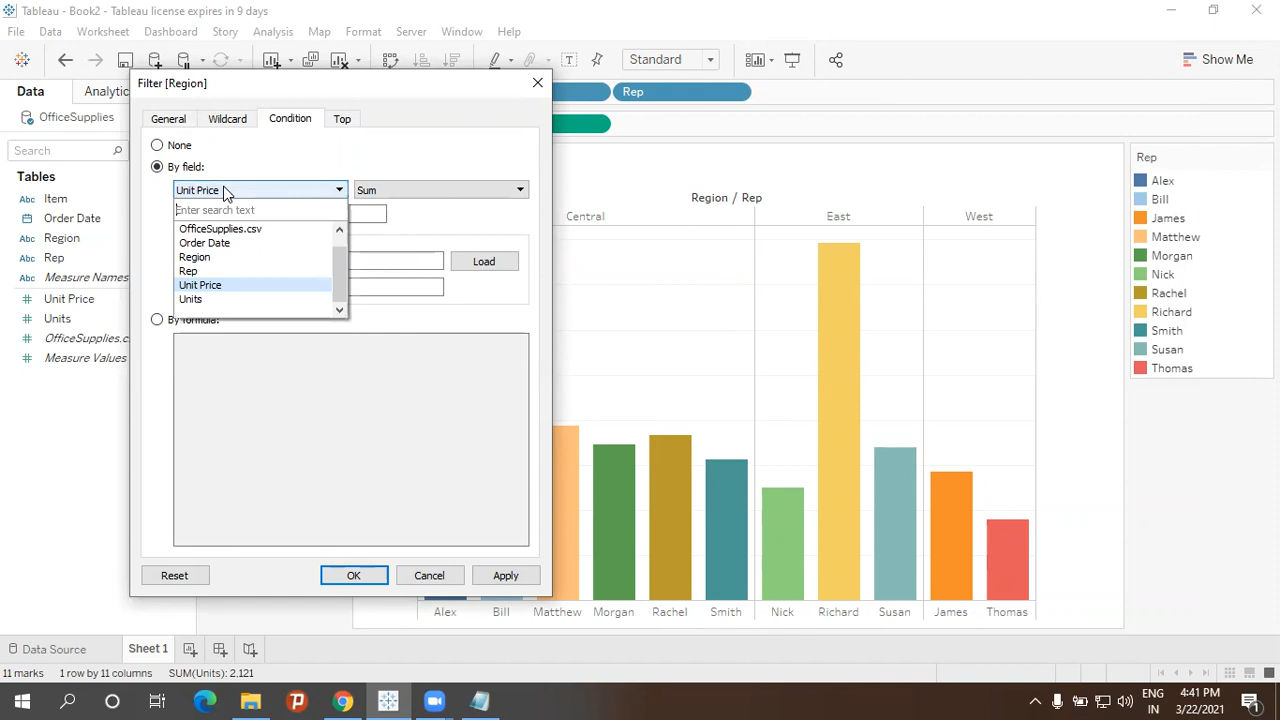 Tableau - Book2 - Tableau license expires in 9 days
File Data Worksheet Dashboard Story Analysis Map Format Server Window Help
Standard
Show Me
Data
Analytic
OfficeSupplies
Search
Tables
Abc Item
Order Date
Abc Region
Abc Rep
Abc Measure Names
# Unit Price
# Units
# OfficeSupplies.c
# Measure Values
Filter [Region]
General Wildcard Condition Top
None
By field:
Unit Price Sum
Enter search text
OfficeSupplies.csv
Order Date
Region
Rep
Unit Price
Units
Load
By formula:
Reset OK Cancel Apply
Rep
Region / Rep
Central East West
Alex Bill Matthew Morgan Rachel Smith Nick Richard Susan James Thomas
Rep
Alex
Bill
James
Matthew
Morgan
Nick
Rachel
Richard
Smith
Susan
Thomas
Data Source Sheet 1
11 marks 1 row by 11 columns SUM(Units): 2,121
ENG
IN
4:41 PM
3/22/2021
1